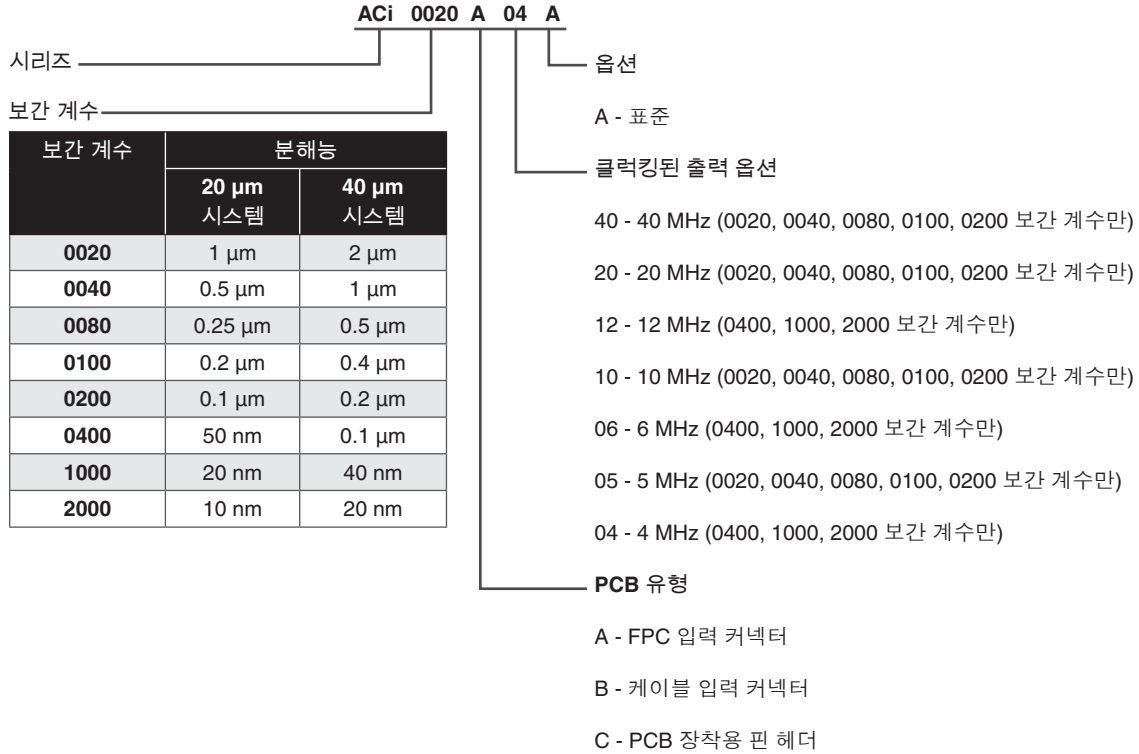 ACi 0020 A 04 A
시리즈
보간 계수
보간 계수 분해능
20 µm 시스템 40 µm 시스템
0020 1 µm 2 µm
0040 0.5 µm 1 µm
0080 0.25 µm 0.5 µm
0100 0.2 µm 0.4 µm
0200 0.1 µm 0.2 µm
0400 50 nm 0.1 µm
1000 20 nm 40 nm
2000 10 nm 20 nm
옵션
A - 표준
클럭킹된 출력 옵션
40 - 40 MHz (0020, 0040, 0080, 0100, 0200 보간 계수만)
20 - 20 MHz (0020, 0040, 0080, 0100, 0200 보간 계수만)
12 - 12 MHz (0400, 1000, 2000 보간 계수만)
10 - 10 MHz (0020, 0040, 0080, 0100, 0200 보간 계수만)
06 - 6 MHz (0400, 1000, 2000 보간 계수만)
05 - 5 MHz (0020, 0040, 0080, 0100, 0200 보간 계수만)
04 - 4 MHz (0400, 1000, 2000 보간 계수만)
PCB 유형
A - FPC 입력 커넥터
B - 케이블 입력 커넥터
C - PCB 장착용 핀 헤더